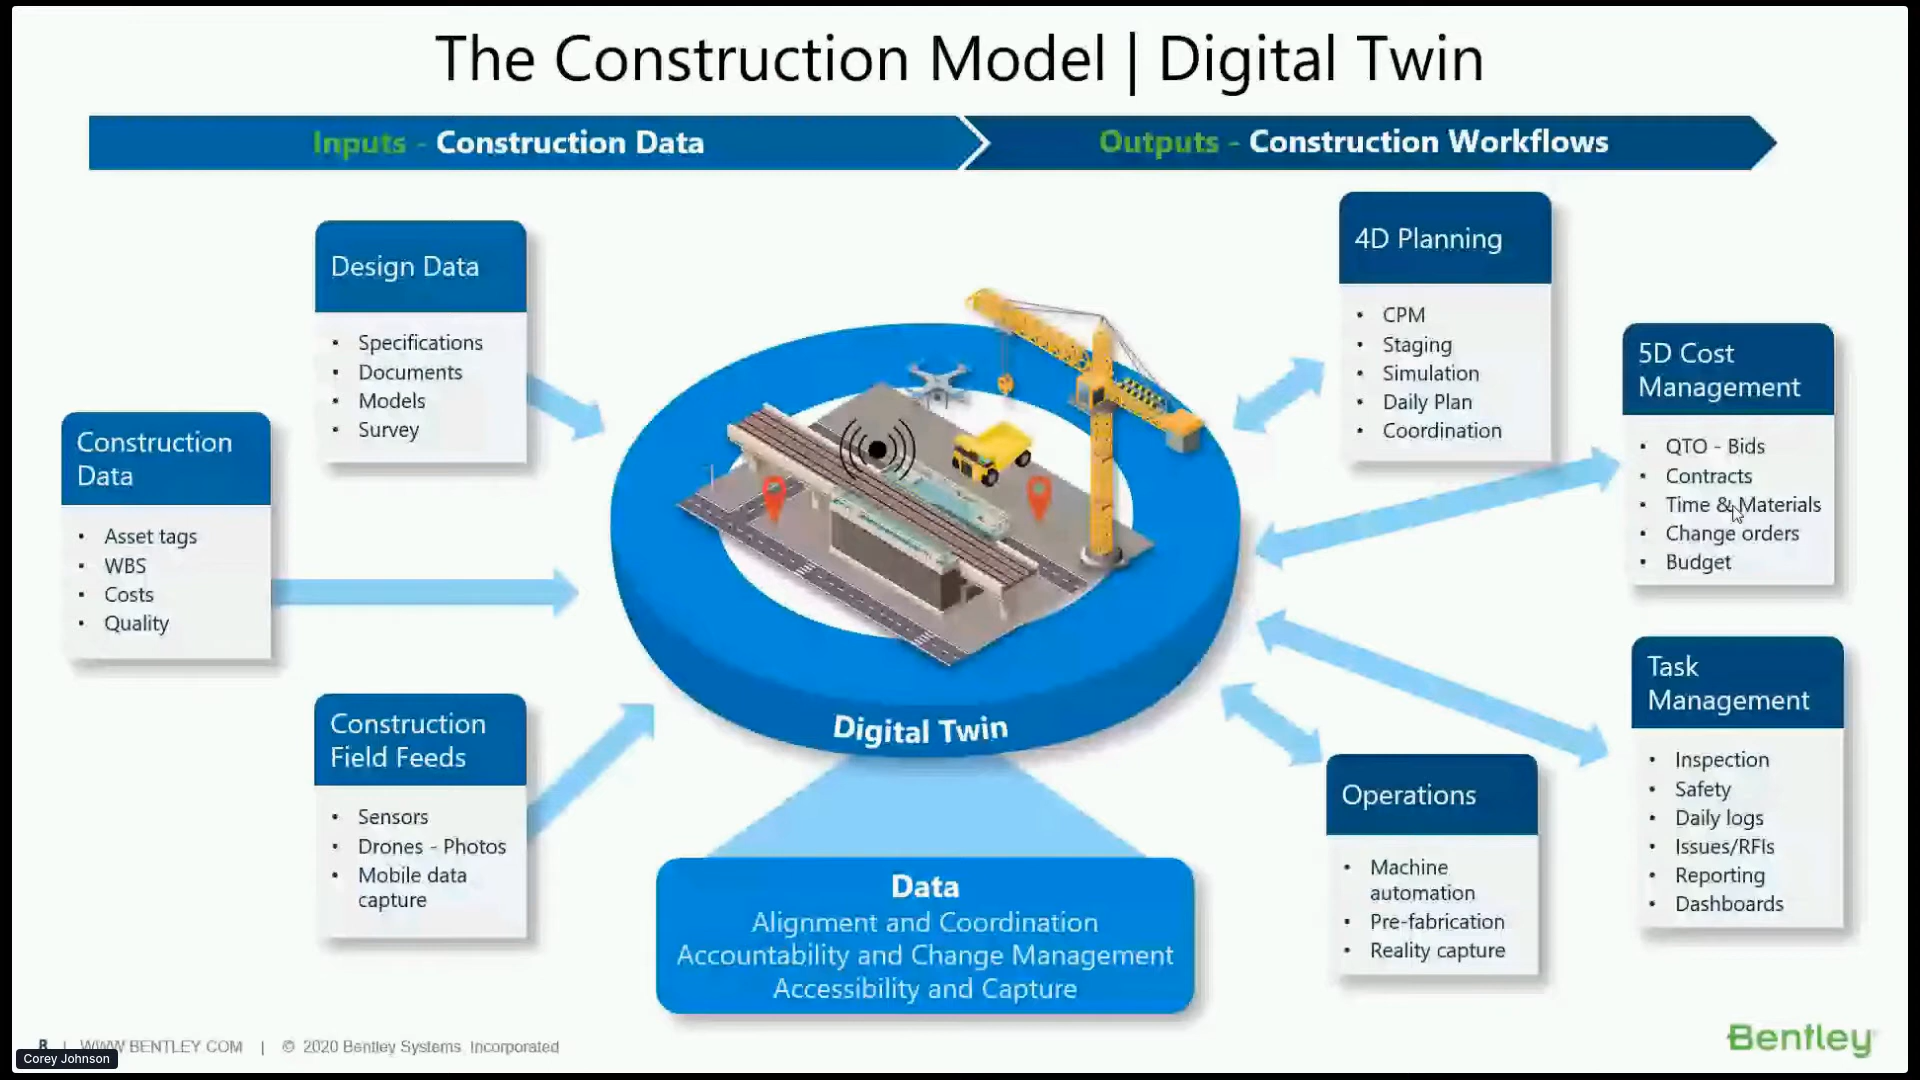 The Construction Model | Digital Twin
Inputs - Construction Data
Outputs - Construction Workflows
Design Data
• Specifications
• Documents
• Models
• Survey
Construction
Data
• Asset tags
• WBS
• Costs
• Quality
Construction
Field Feeds
• Sensors
• Drones - Photos
• Mobile data
capture
Digital Twin
Data
Alignment and Coordination
Accountability and Change Management
Accessibility and Capture
4D Planning
• CPM
• Staging
• Simulation
• Daily Plan
• Coordination
5D Cost
Management
• QTO - Bids
• Contracts
• Time & Materials
• Change orders
• Budget
Task
Management
• Inspection
• Safety
• Daily logs
• Issues/RFIs
• Reporting
• Dashboards
Operations
• Machine
automation
• Pre-fabrication
• Reality capture
8 | WWW BENTLEY COM | © 2020 Bentley Systems Incorporated
Corey Johnson
Bentley